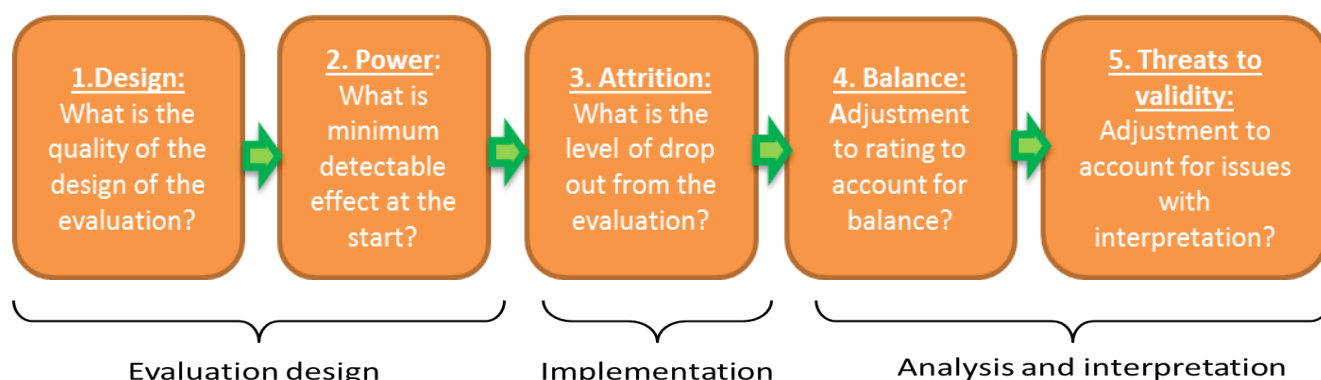 1.Design:
What is the
quality of the
design of the
evaluation?
2. Power:
What is
minimum
detectable
effect at the
start?
3. Attrition:
What is the
level of drop
out from the
evaluation?
4. Balance:
Adjustment
to rating to
account for
balance?
5. Threats to
validity:
Adjustment to
account for issues
with
interpretation?
Evaluation design
Implementation
Analysis and interpretation